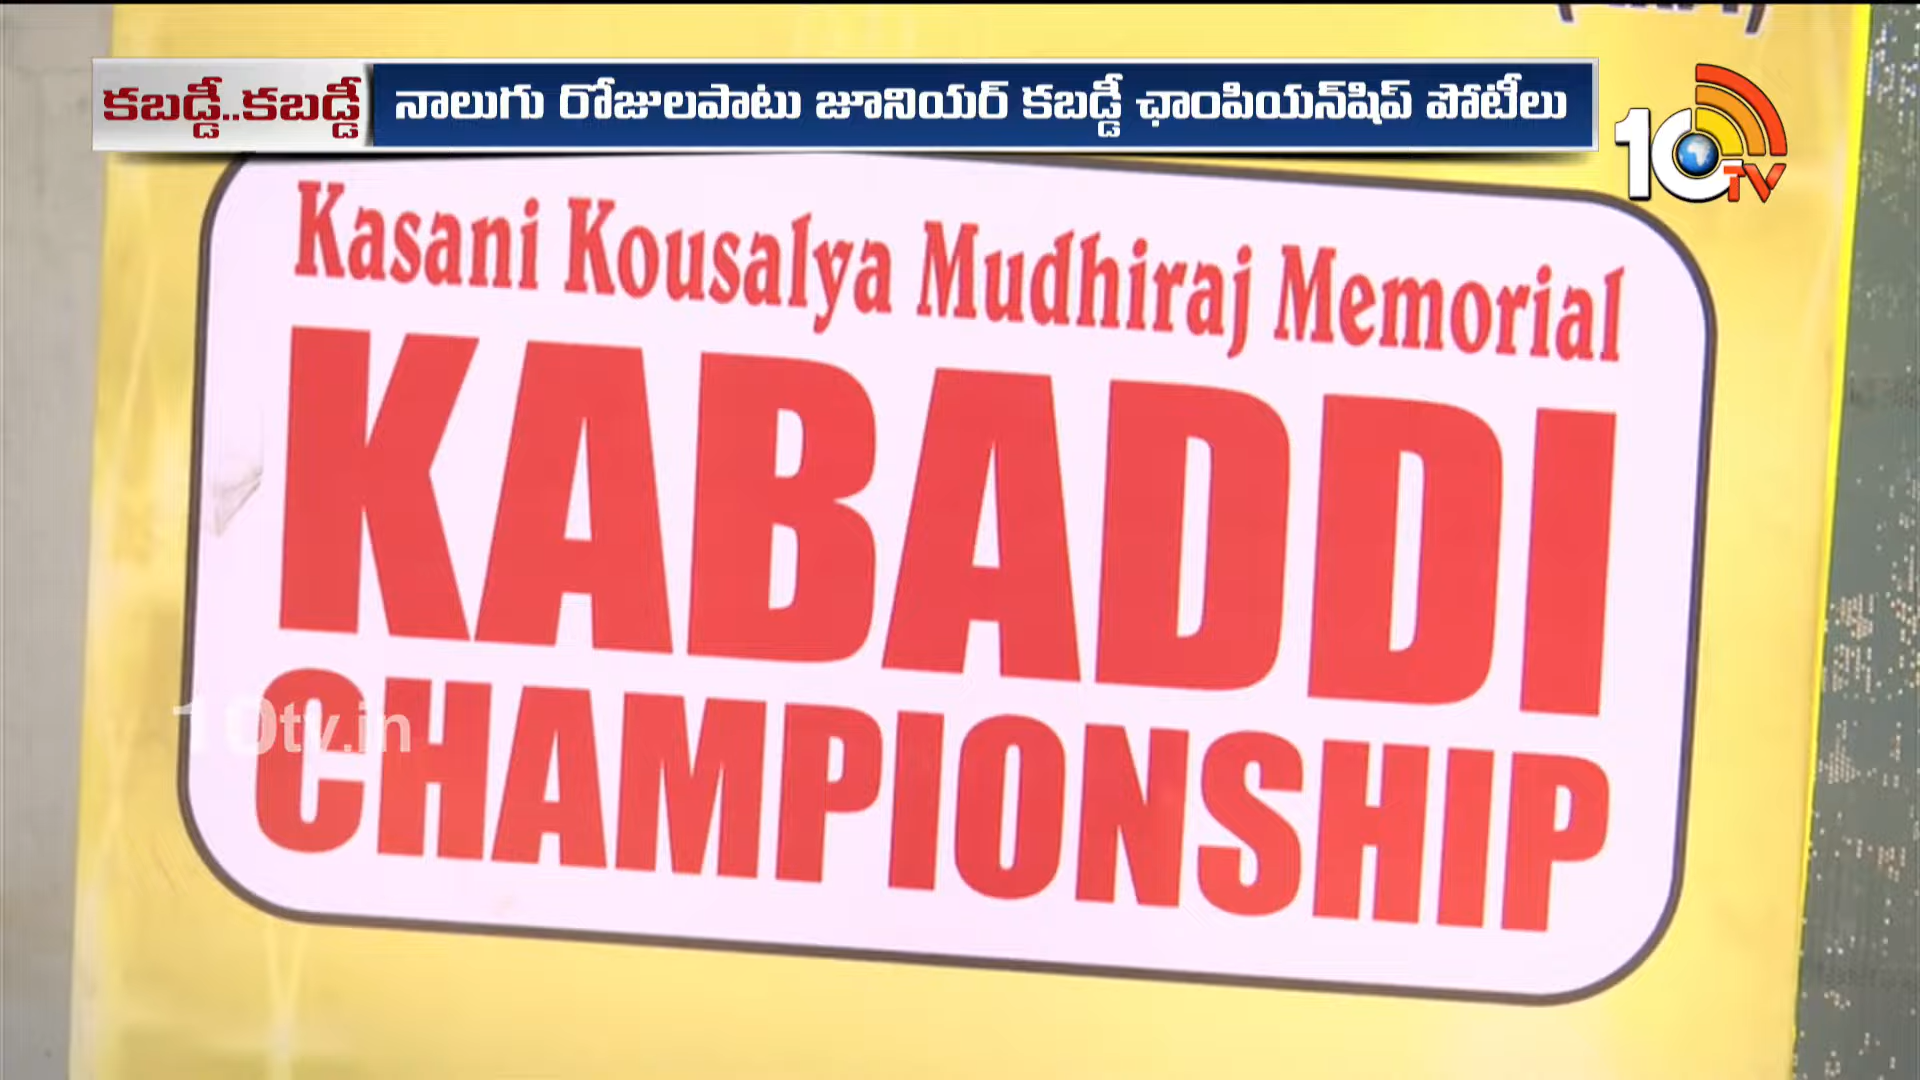 కబడ్డీ..కబడ్డీ నాలుగు రోజులపాటు జూనియర్ కబడ్డీ ఛాంపియన్‌షిప్ పోటీలు
10TV
Kasani Kousalya Mudhiraj Memorial
KABADDI
CHAMPIONSHIP
10tv.in